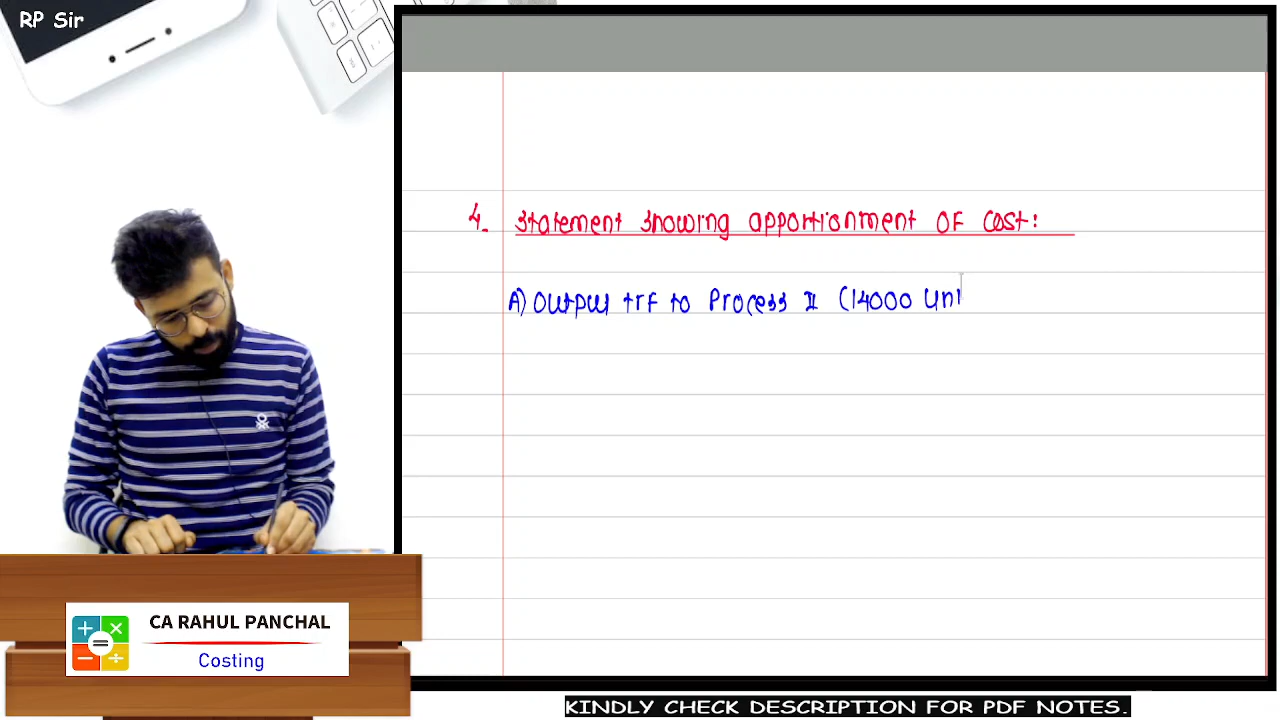 RP Sir
4. Statement showing apportionment of cost:
A) Output trf to Process II (14000 Uni
CA RAHUL PANCHAL
Costing
KINDLY CHECK DESCRIPTION FOR PDF NOTES.